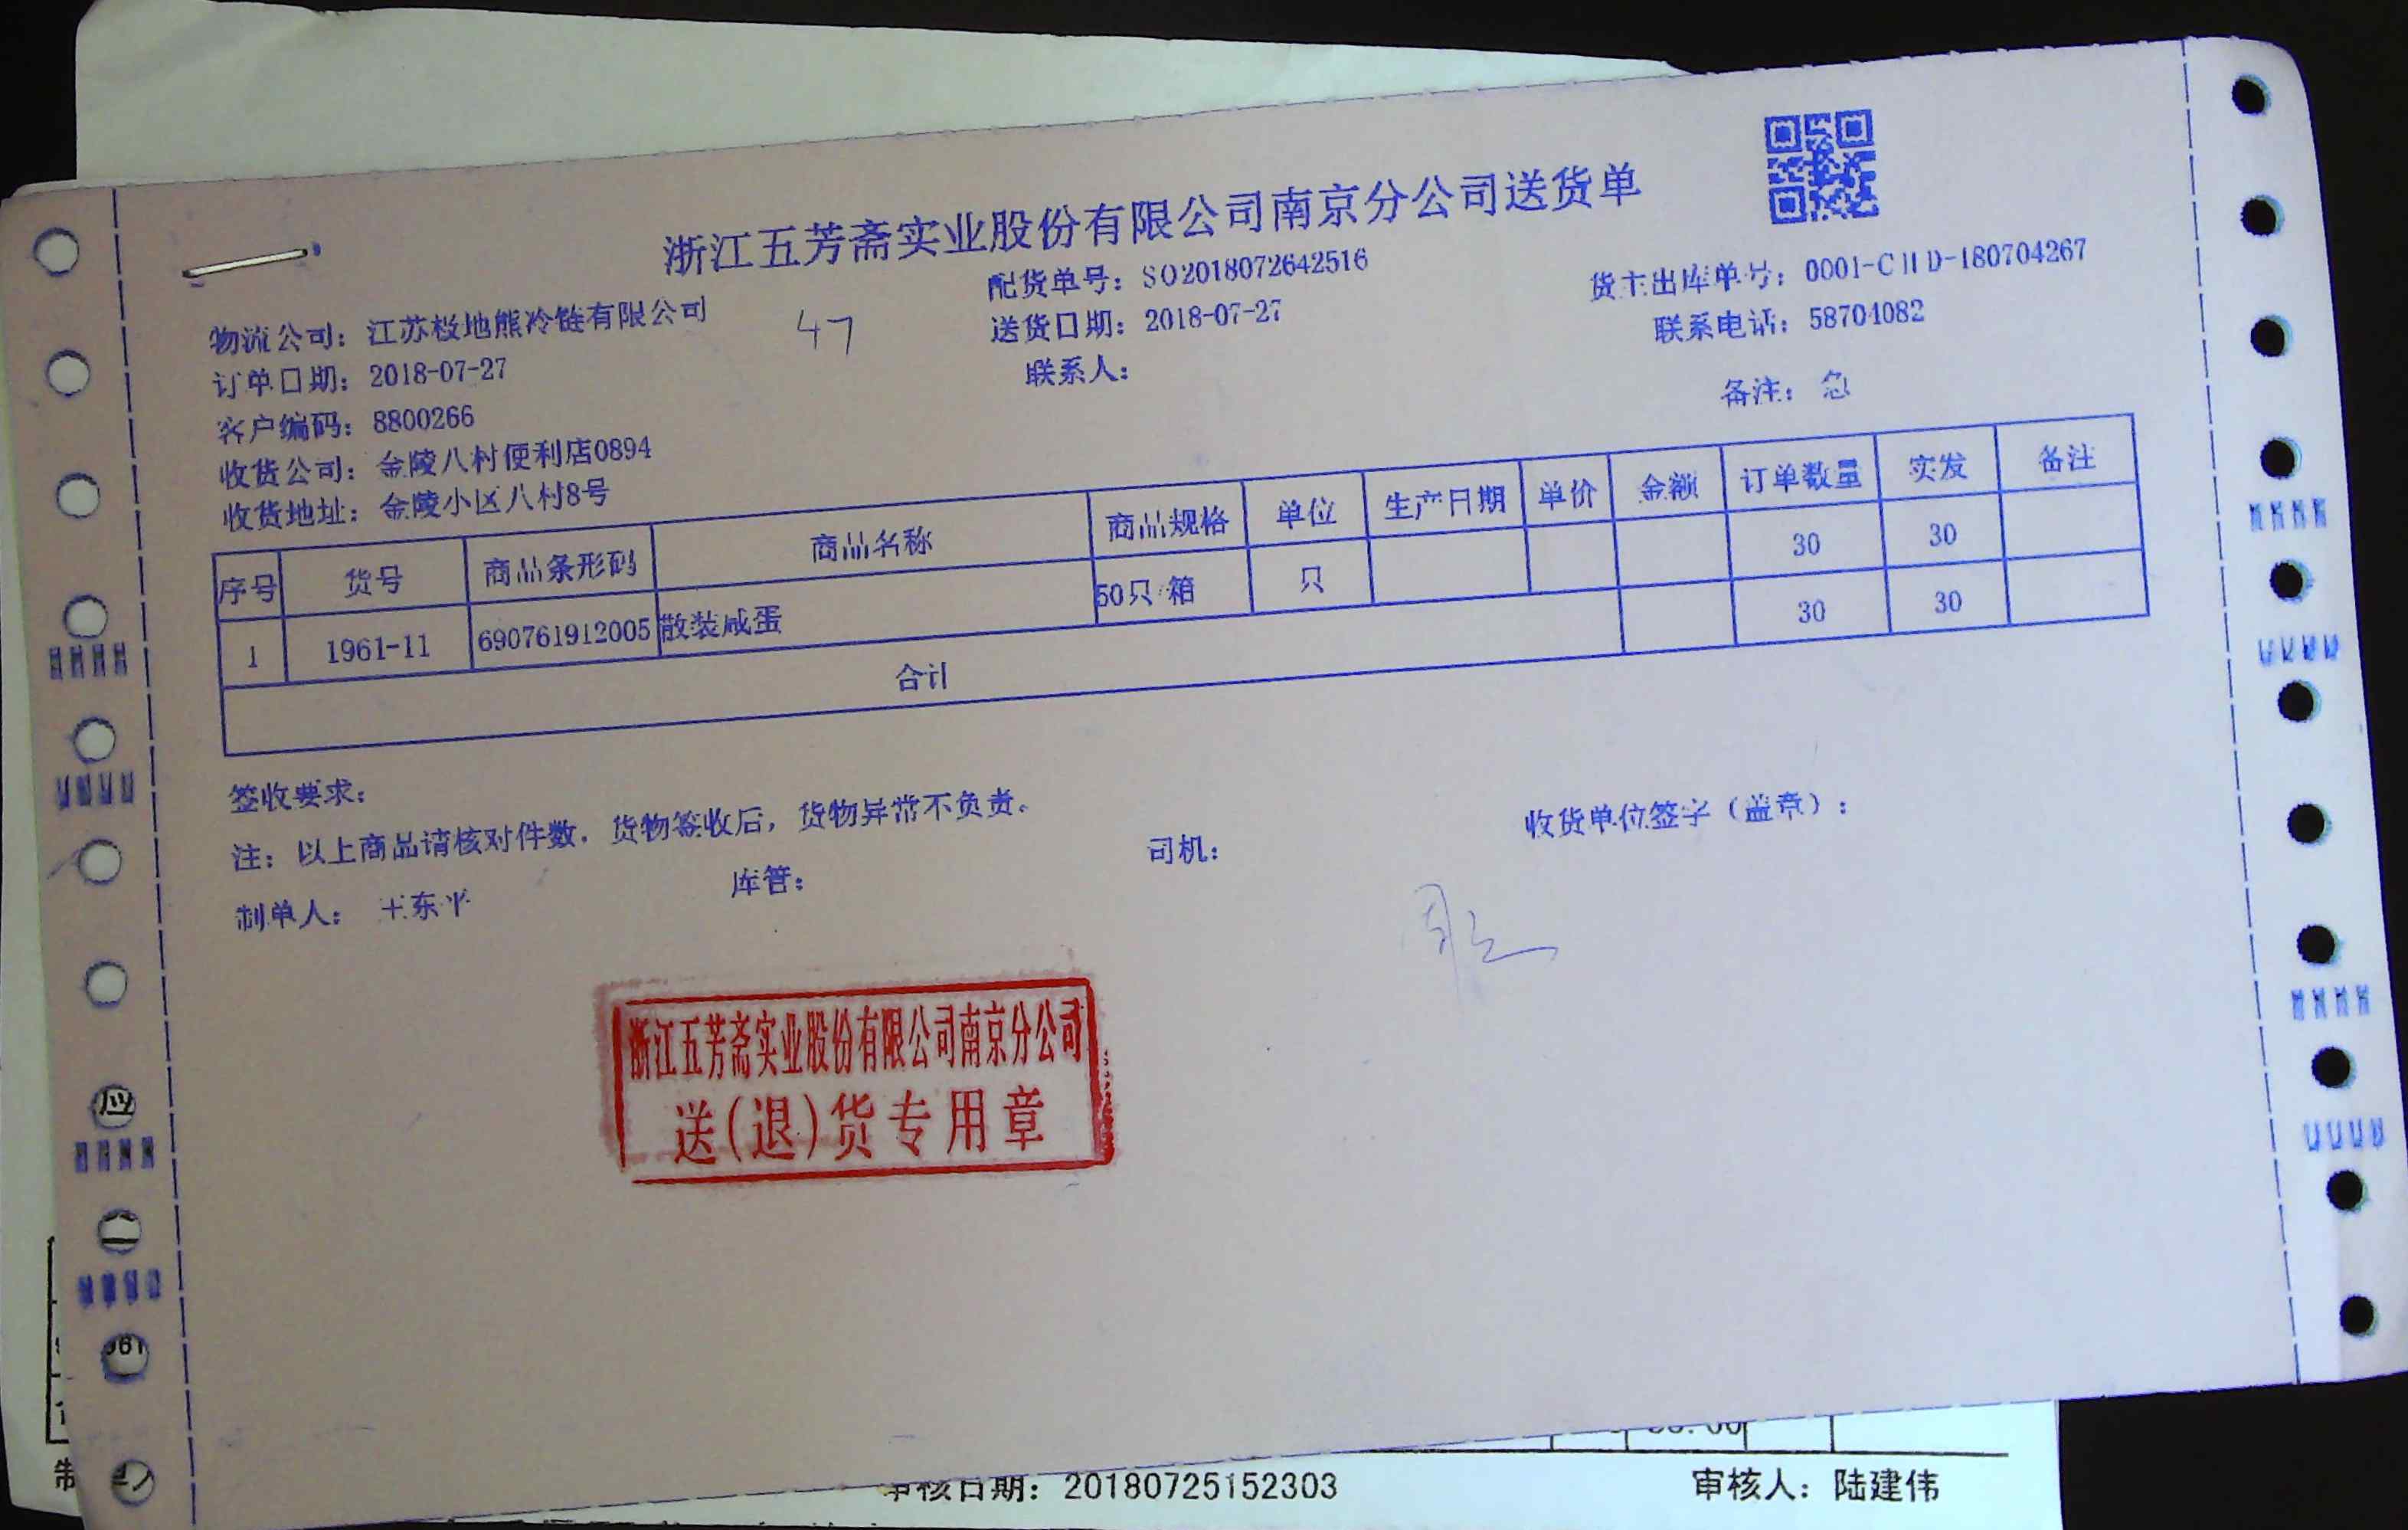 浙江五芳斋实业股份有限公司南京分公司送货单
配货单号：SO2018072642516
货主出库单号：0001-CHD-180704267
物流公司：江苏极地熊冷链有限公司
47
送货日期：2018-07-27
联系电话：58704082
订单日期：2018-07-27
联系人：
备注：急
客户编码：8800266
收货公司：金陵八村便利店0894
收货地址：金陵小区八村8号
序号 货号 商品条形码 商品名称 商品规格 单位 生产日期 单价 金额 订单数量 实发 备注
1 1961-11 690761912005 散装咸蛋 50只/箱 只 30 30
合计 30 30
签收要求：
注：以上商品请核对件数，货物签收后，货物异常不负责。
制单人：王东平
库管：
司机：
收货单位签字（盖章）：
浙江五芳斋实业股份有限公司南京分公司
送(退)货专用章
审核日期：20180725152303
审核人：陆建伟